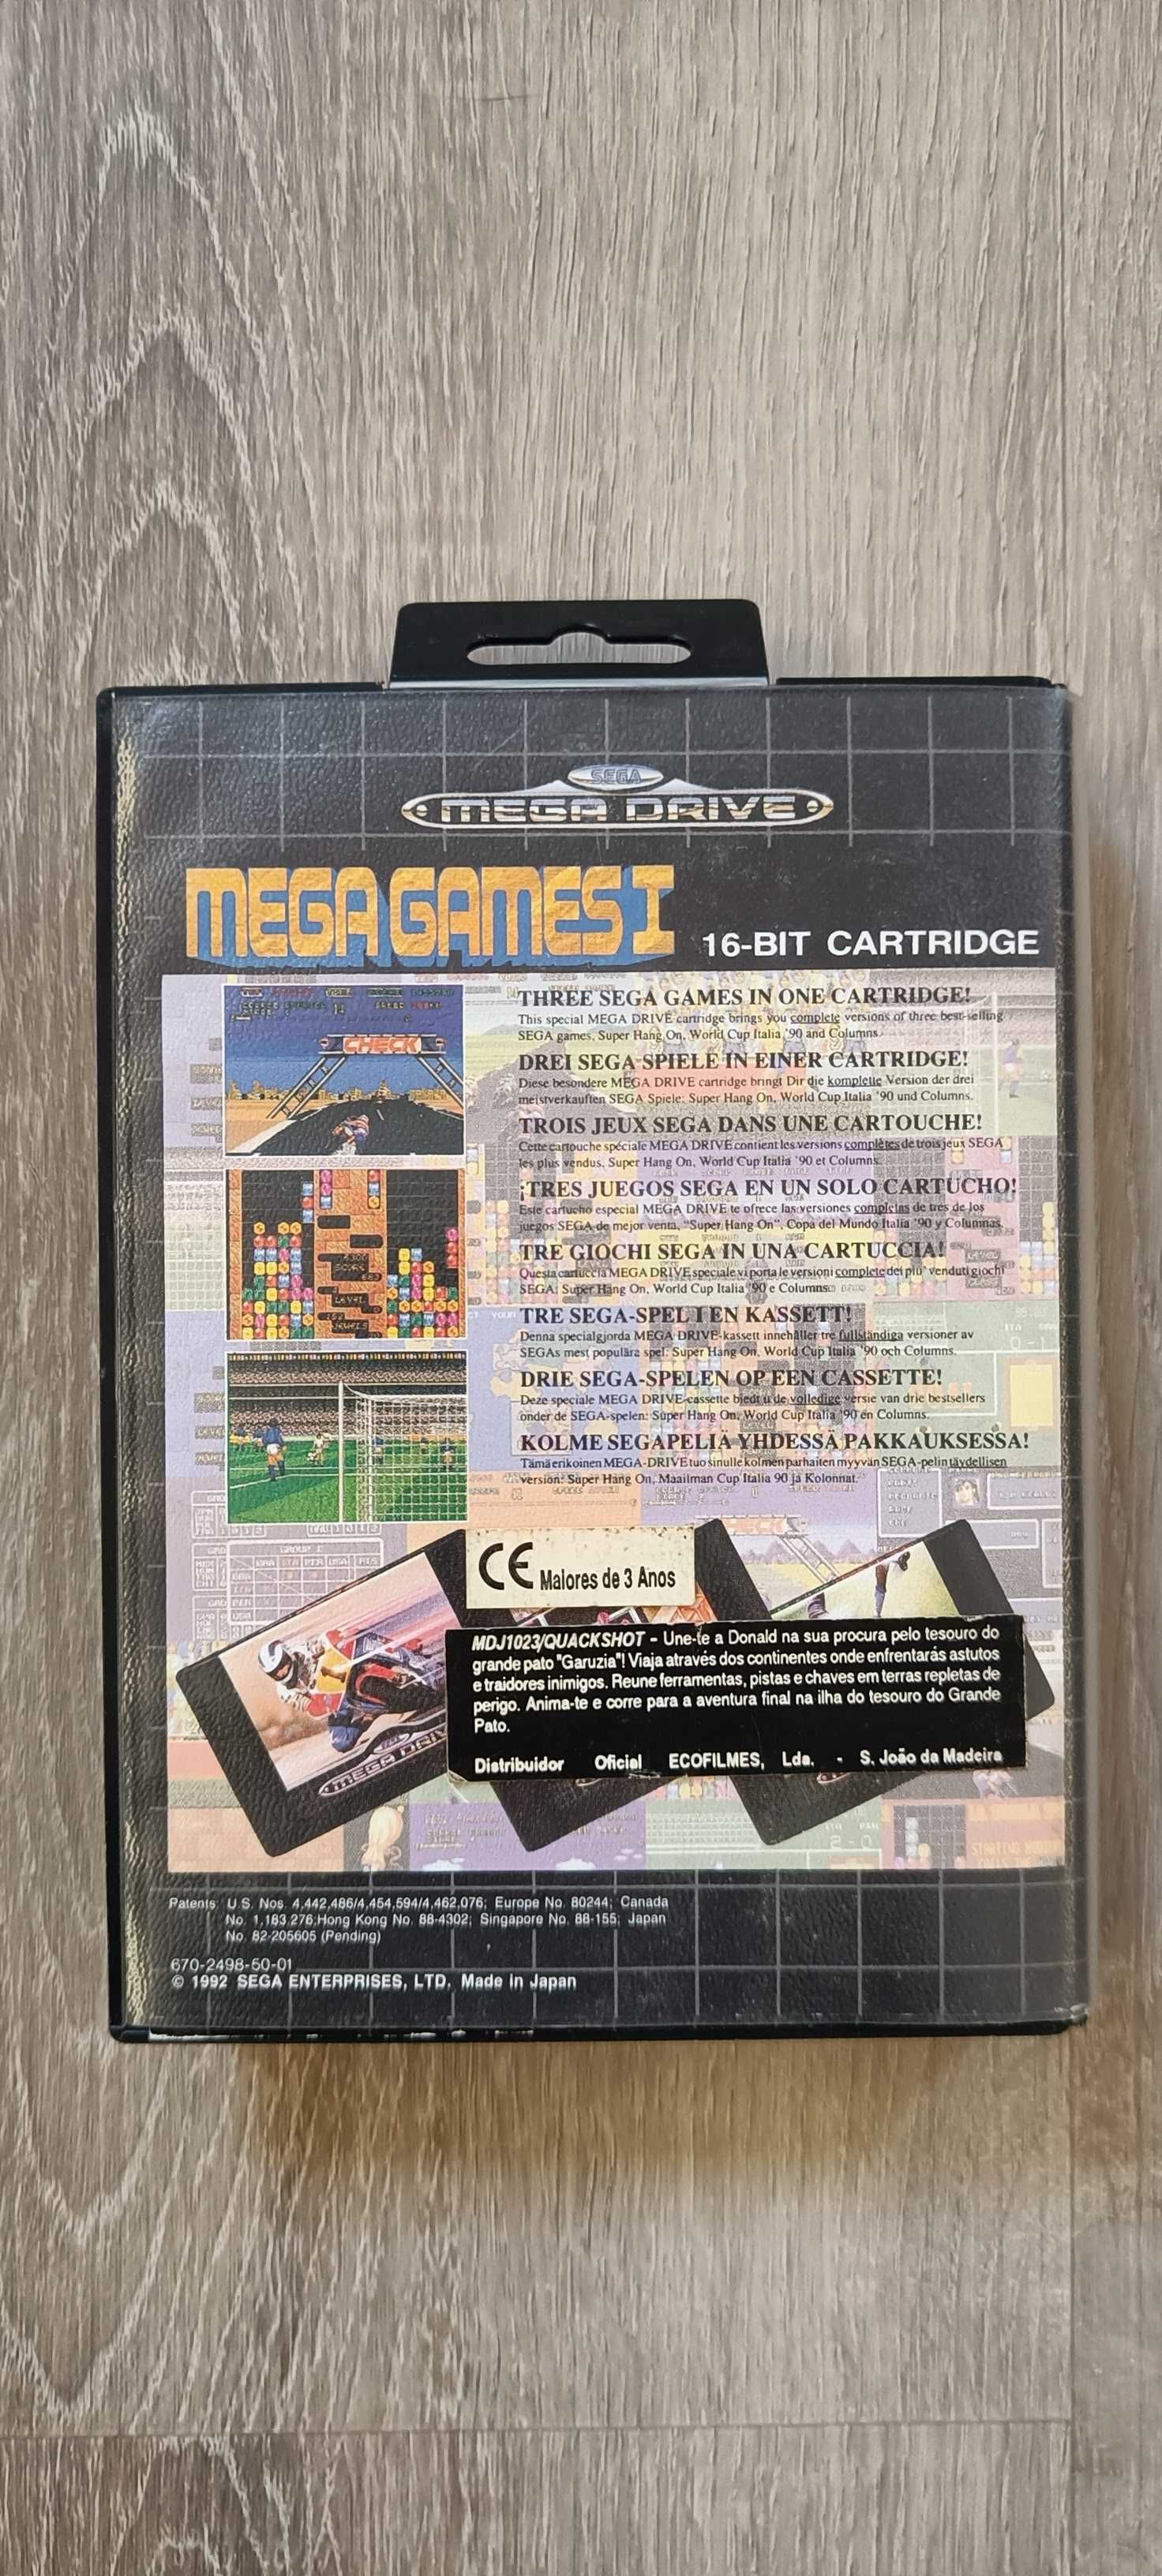 SEGA
MEGA DRIVE
MEGA GAMES I
16-BIT CARTRIDGE
CHECK
THREE SEGA GAMES IN ONE CARTRIDGE!
This special MEGA DRIVE cartridge brings you complete versions of three best-selling
SEGA games, Super Hang On, World Cup Italia '90 and Columns.
DREI SEGA SPIELE IN EINER CARTRIDGE!
Diese besondere MEGA DRIVE cartridge bringt Dir die komplette Version der drei
meistverkauften SEGA Spiele: Super Hang On, World Cup Italia '90 und Columns.
TROIS JEUX SEGA DANS UNE CARTOUCHE!
Cette cartouche spéciale MEGA DRIVE contient les versions complètes de trois jeux SEGA
les plus vendus, Super Hang On, World Cup Italia '90 et Columns.
¡TRES JUEGOS SEGA EN UN SOLO CARTUCHO!
Este cartucho especial MEGA DRIVE te ofrece las versiones completas de tres de los
juegos SEGA de mejor venta, "Super Hang On", Copa del Mundo Italia '90 y Columnas.
TRE GIOCHI SEGA IN UNA CARTUCCIA!
Questa cartuccia MEGA DRIVE speciale vi porta le versioni complete dei piu' venduti giochi
SEGA: Super Hang On, World Cup Italia '90 e Columns.
TRE SEGA-SPEL I EN KASSETT!
Denna specialgjorda MEGA DRIVE-kassett innehåller tre fullständiga versioner av
SEGAs mest populära spel: Super Hang On, World Cup Italia '90 och Columns.
DRIE SEGA-SPELEN OP EEN CASSETTE!
Deze speciale MEGA DRIVE-cassette biedt u de volledige versie van drie bestsellers
onder de SEGA-spelen: Super Hang On, World Cup Italia '90 en Columns.
KOLME SEGAPELIÄ YHDESSÄ PAKKAUKSESSA!
Tämä erikoinen MEGA-DRIVE tuo sinulle kolmen parhaiten myyvän SEGA-pelin täydellisen
version: Super Hang On, Maailman Cup Italia 90 ja Kolonnat.
CE Maiores de 3 Anos
MDJ1023/QUACKSHOT - Une-te a Donald na sua procura pelo tesouro do
grande pato "Garuzia"! Viaja através dos continentes onde enfrentarás astutos
e traidores inimigos. Reune ferramentas, pistas e chaves em terras repletas de
perigo. Anima-te e corre para a aventura final na ilha do tesouro do Grande
Pato.
Distribuidor Oficial ECOFILMES, Lda. - S. João da Madeira
MEGA DRIV
Patents: U.S. Nos. 4,442,486/4,454,594/4,462,076; Europe No. 80244; Canada
No. 1,183,276;Hong Kong No. 88-4302; Singapore No. 88-155; Japan
No. 82-205605 (Pending)
670-2498-50-01
© 1992 SEGA ENTERPRISES, LTD. Made in Japan